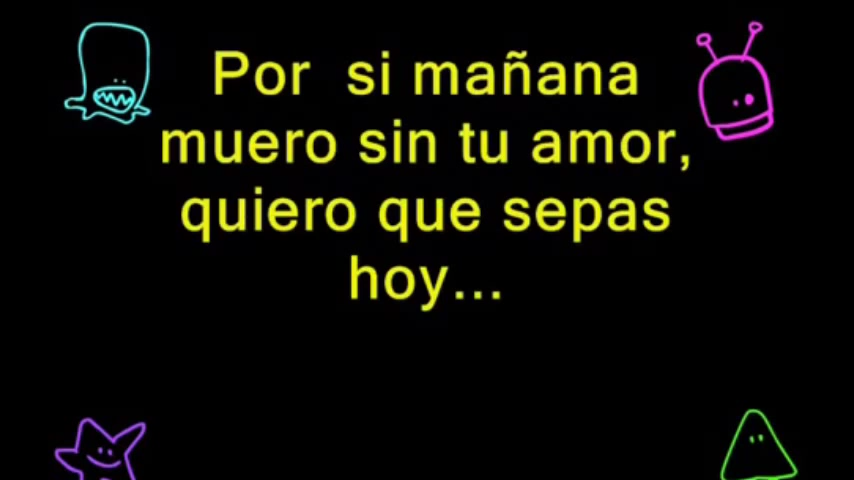 Por si mañana
muero sin tu amor,
quiero que sepas
hoy...